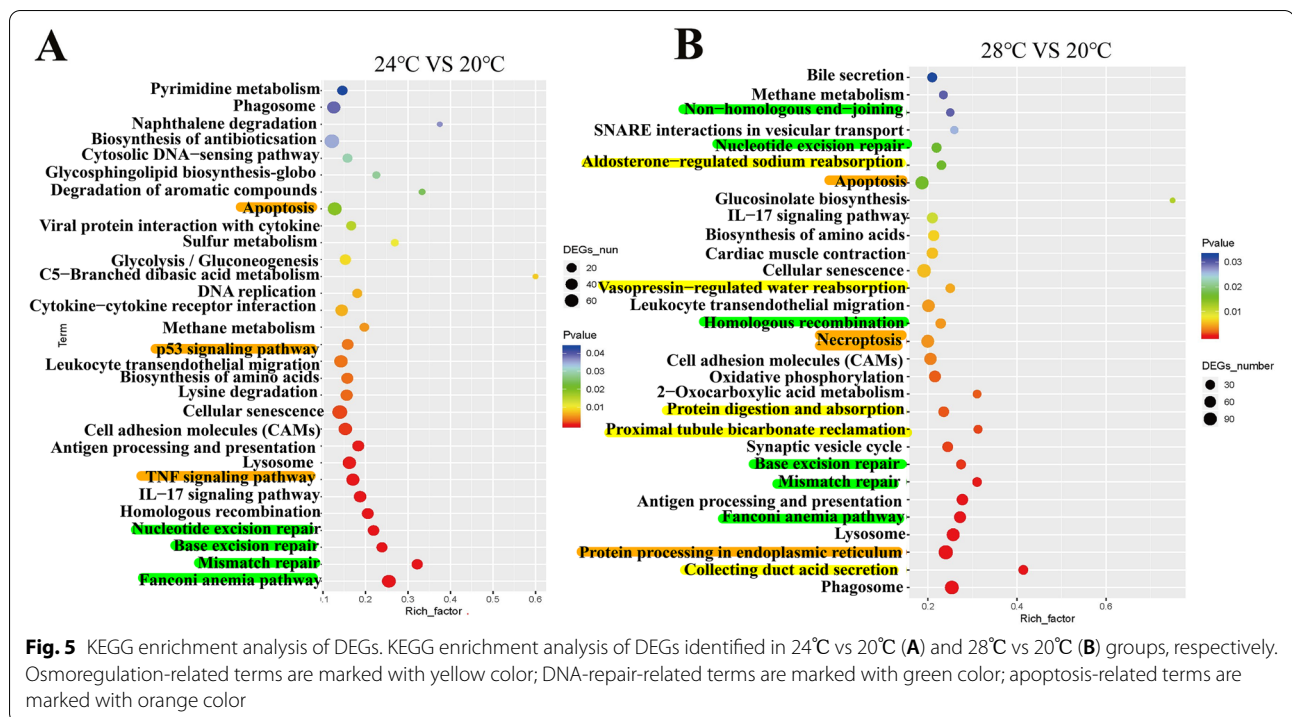 A
24℃ VS 20℃
Pyrimidine metabolism
Phagosome
Naphthalene degradation
Biosynthesis of antibioticsation
Cytosolic DNA−sensing pathway
Glycosphingolipid biosynthesis-globo
Degradation of aromatic compounds
Apoptosis
Viral protein interaction with cytokine
Sulfur metabolism
Glycolysis / Gluconeogenesis
C5−Branched dibasic acid metabolism
DNA replication
Cytokine−cytokine receptor interaction
Methane metabolism
p53 signaling pathway
Leukocyte transendothelial migration
Biosynthesis of amino acids
Lysine degradation
Cellular senescence
Cell adhesion molecules (CAMs)
Antigen processing and presentation
Lysosome
TNF signaling pathway
IL−17 signaling pathway
Homologous recombination
Nucleotide excision repair
Base excision repair
Mismatch repair
Fanconi anemia pathway
Term
0.1 0.2 0.3 0.4 0.5 0.6
Rich_factor .
DEGs_nun
20
40
60
Pvalue
0.04
0.03
0.02
0.01
B
28℃ VS 20℃
Bile secretion
Methane metabolism
Non−homologous end−joining
SNARE interactions in vesicular transport
Nucleotide excision repair
Aldosterone−regulated sodium reabsorption
Apoptosis
Glucosinolate biosynthesis
IL−17 signaling pathway
Biosynthesis of amino acids
Cardiac muscle contraction
Cellular senescence
Vasopressin−regulated water reabsorption
Leukocyte transendothelial migration
Homologous recombination
Necroptosis
Cell adhesion molecules (CAMs)
Oxidative phosphorylation
2−Oxocarboxylic acid metabolism
Protein digestion and absorption
Proximal tubule bicarbonate reclamation
Synaptic vesicle cycle
Base excision repair
Mismatch repair
Antigen processing and presentation
Fanconi anemia pathway
Lysosome
Protein processing in endoplasmic reticulum
Collecting duct acid secretion
Phagosome
0.2 0.4 0.6
Rich_factor
Pvalue
0.03
0.02
0.01
DEGs_number
30
60
90
Fig. 5 KEGG enrichment analysis of DEGs. KEGG enrichment analysis of DEGs identified in 24℃ vs 20℃ (A) and 28℃ vs 20℃ (B) groups, respectively.
Osmoregulation-related terms are marked with yellow color; DNA-repair-related terms are marked with green color; apoptosis-related terms are
marked with orange color